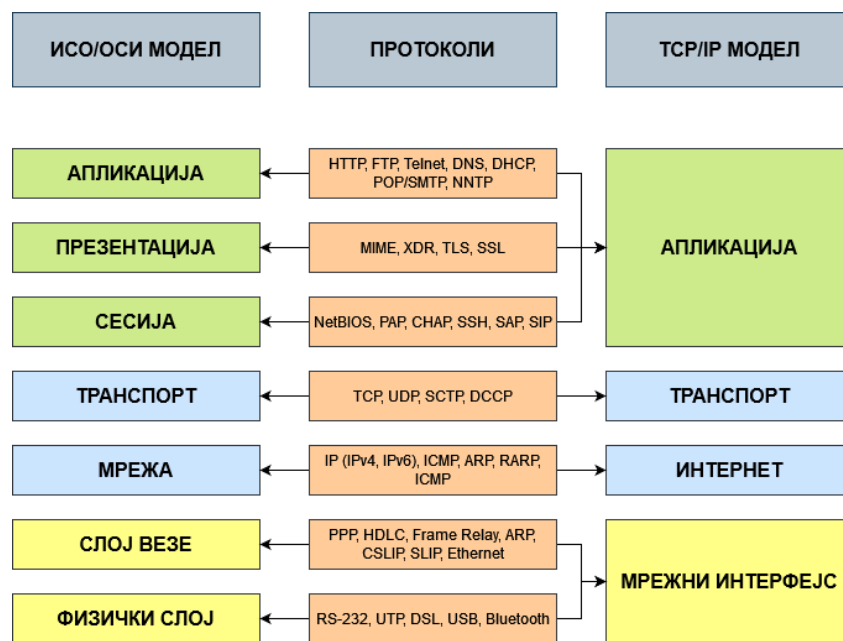 ИСО/ОСИ МОДЕЛ
ПРОТОКОЛИ
TCP/IP МОДЕЛ
АПЛИКАЦИЈА
HTTP, FTP, Telnet, DNS, DHCP,
POP/SMTP, NNTP
ПРЕЗЕНТАЦИЈА
MIME, XDR, TLS, SSL
АПЛИКАЦИЈА
СЕСИЈА
NetBIOS, PAP, CHAP, SSH, SAP, SIP
ТРАНСПОРТ
TCP, UDP, SCTP, DCCP
ТРАНСПОРТ
МРЕЖА
IP (IPv4, IPv6), ICMP, ARP, RARP,
ICMP
ИНТЕРНЕТ
СЛОЈ ВЕЗЕ
PPP, HDLC, Frame Relay, ARP,
CSLIP, SLIP, Ethernet
МРЕЖНИ ИНТЕРФЕЈС
ФИЗИЧКИ СЛОЈ
RS-232, UTP, DSL, USB, Bluetooth